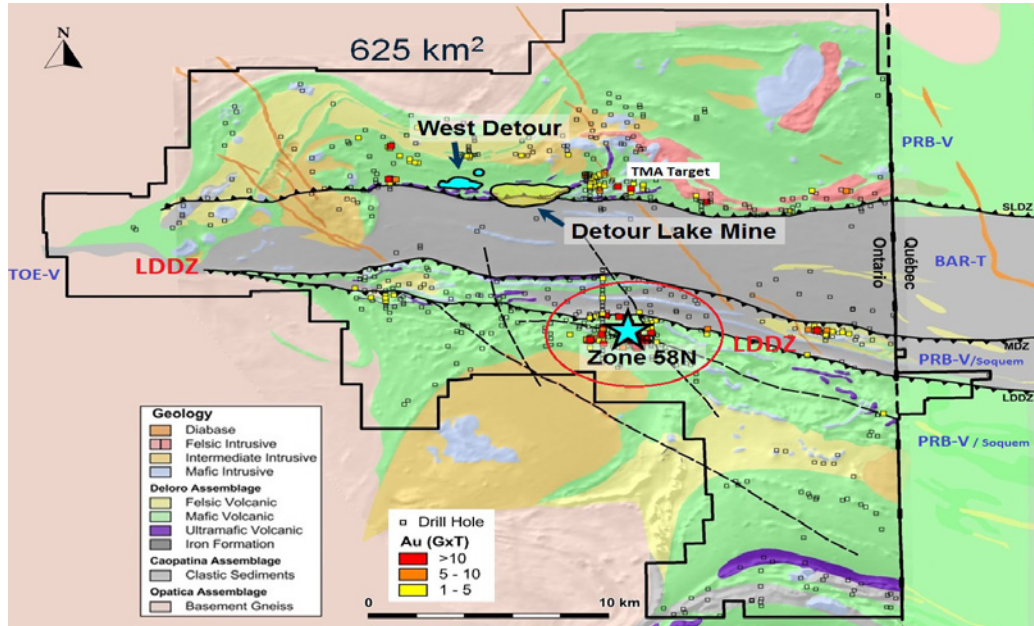 N
625 km²
West Detour
TMA Target
PRB-V
Detour Lake Mine
SLDZ
TOE-V
LDDZ
Ontario
Québec
BAR-T
Zone 58N
LDDZ
MDZ
PRB-V/Soquem
LDDZ
PRB-V / Soquem
Geology
Diabase
Felsic Intrusive
Intermediate Intrusive
Mafic Intrusive
Deloro Assemblage
Felsic Volcanic
Mafic Volcanic
Ultramafic Volcanic
Iron Formation
Caopatina Assemblage
Clastic Sediments
Opatica Assemblage
Basement Gneiss
Drill Hole
Au (GxT)
>10
5 - 10
1 - 5
0 10 km